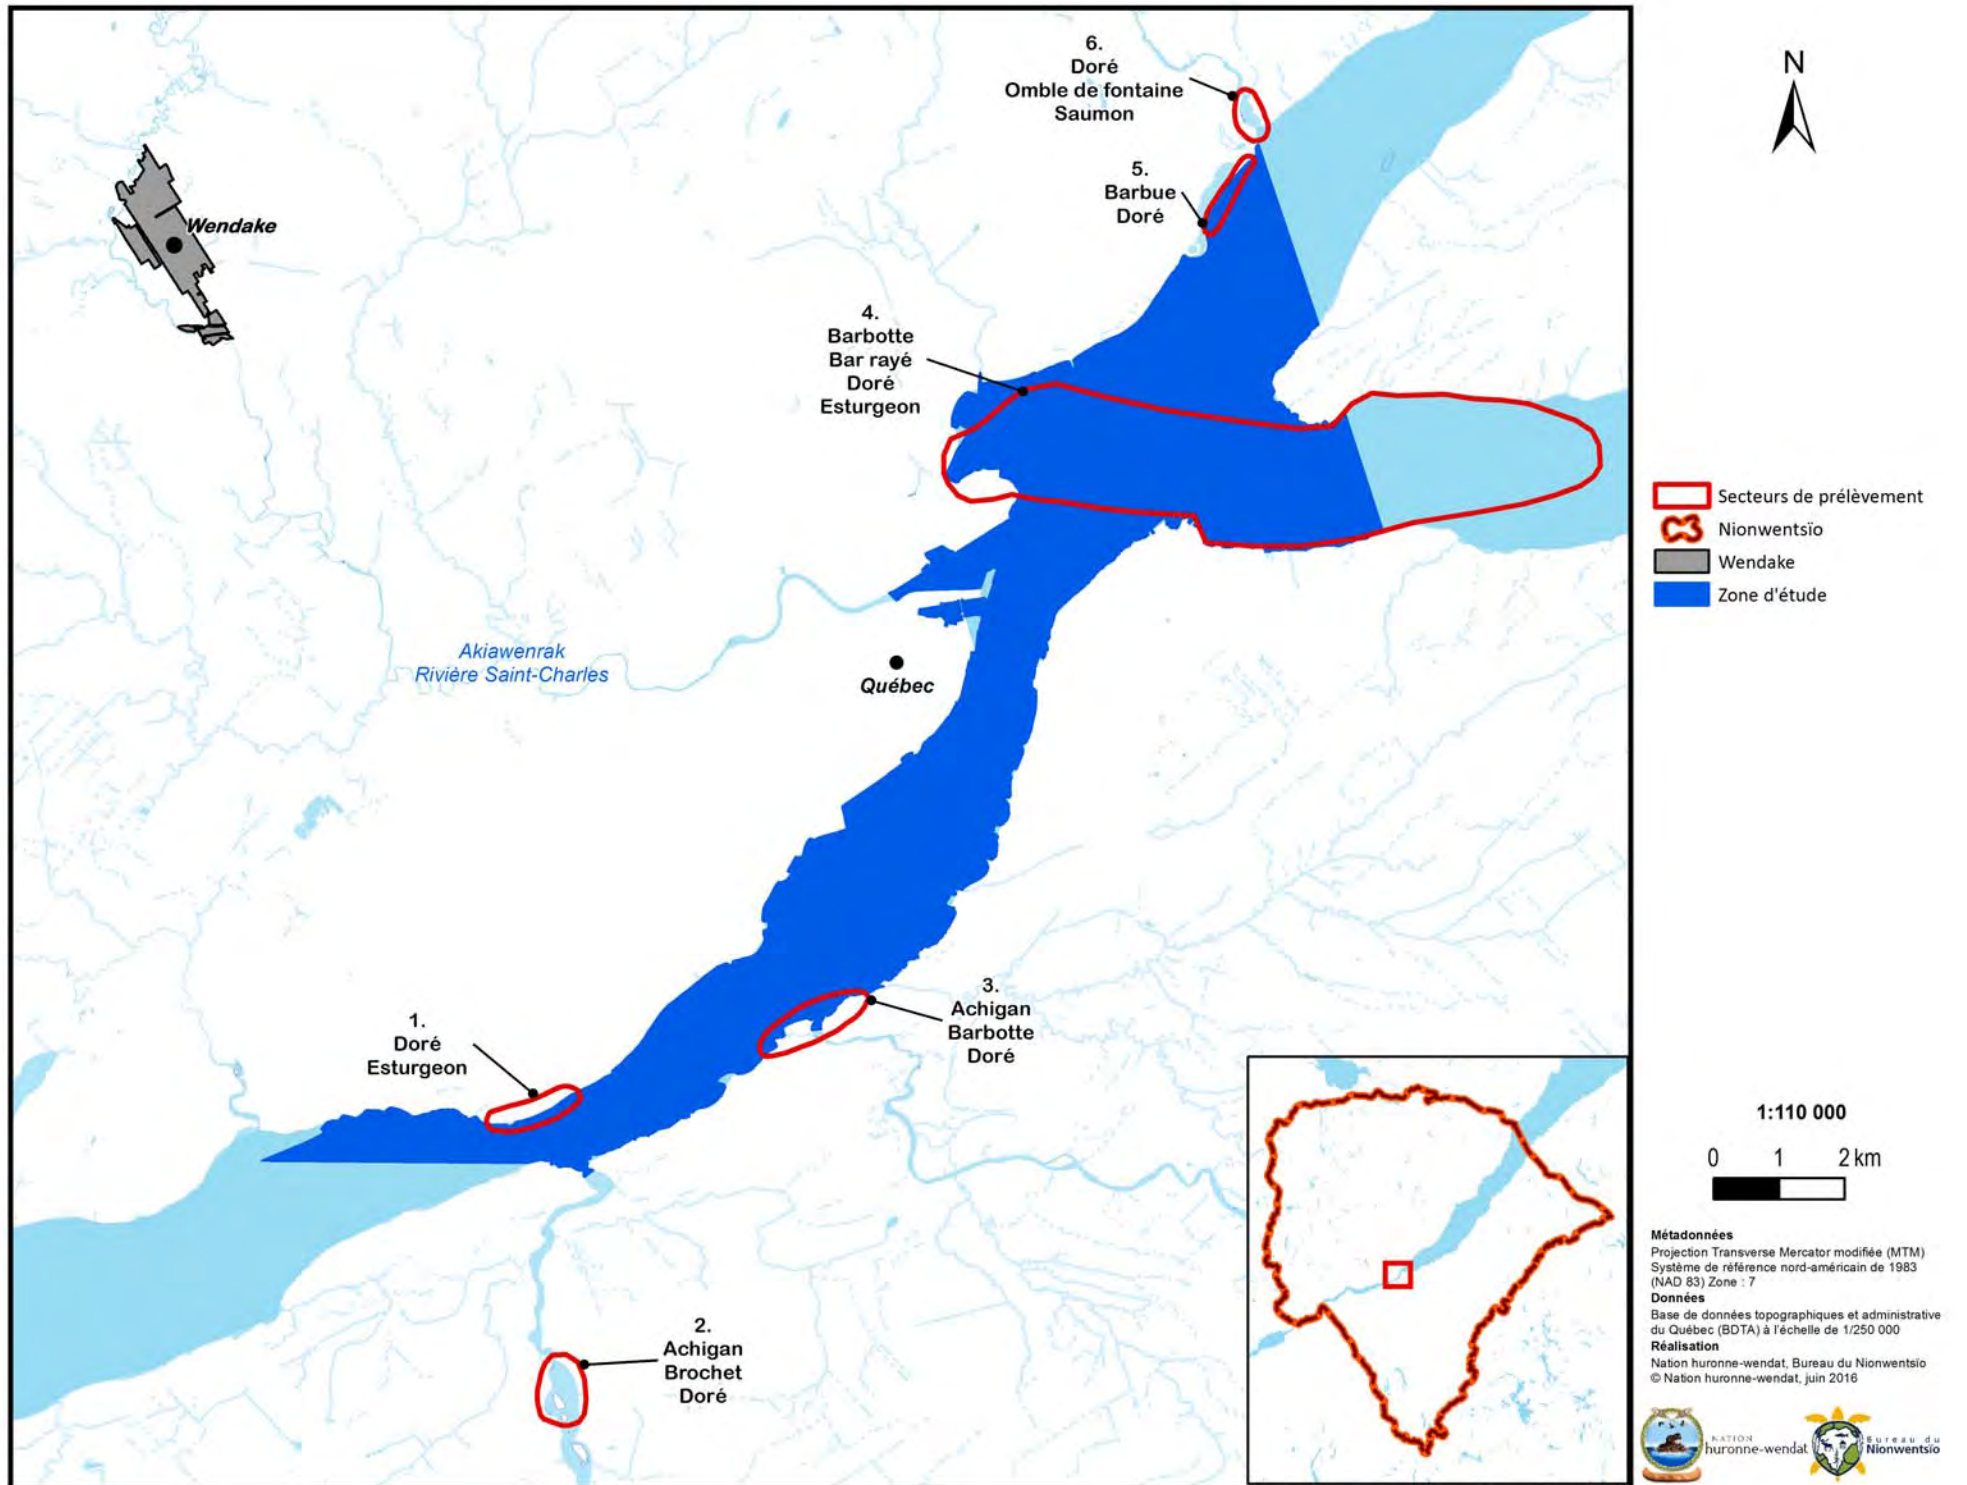 6.
Doré
Omble de fontaine
Saumon
5.
Barbue
Doré
Wendake
4.
Barbotte
Bar rayé
Doré
Esturgeon
Akiawenrak
Rivière Saint-Charles
Québec
3.
Achigan
Barbotte
Doré
1.
Doré
Esturgeon
2.
Achigan
Brochet
Doré
N
Secteurs de prélèvement
Nionwentsïo
Wendake
Zone d'étude
1:110 000
0 1 2 km
Métadonnées
Projection Transverse Mercator modifiée (MTM)
Système de référence nord-américain de 1983
(NAD 83) Zone : 7
Données
Base de données topographiques et administrative
du Québec (BDTA) à l'échelle de 1/250 000
Réalisation
Nation huronne-wendat, Bureau du Nionwentsïo
© Nation huronne-wendat, juin 2016
NATION
huronne-wendat
Bureau du
Nionwentsïo